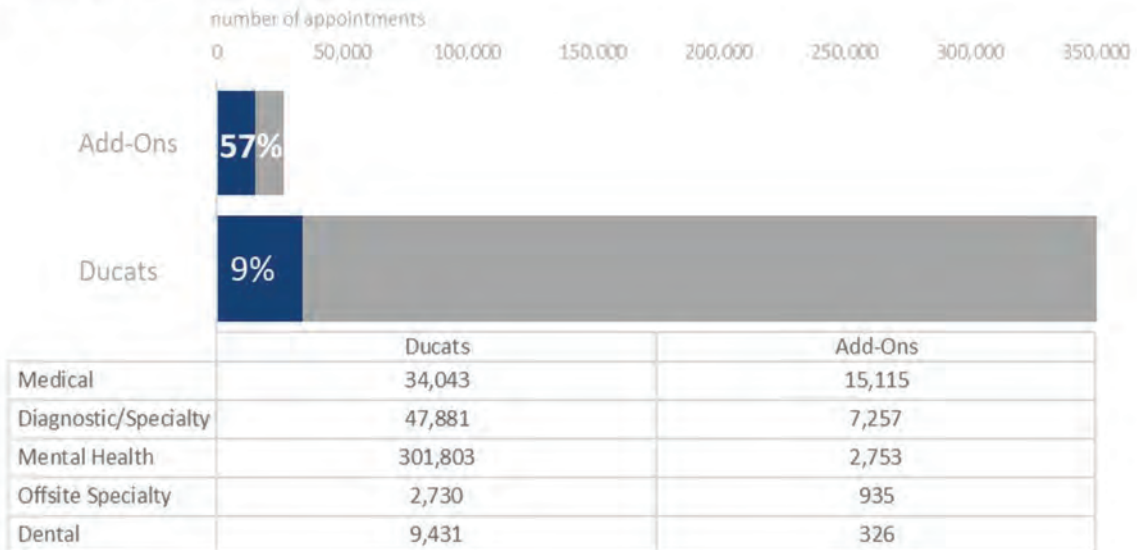 number of appointments
0 50,000 100,000 150,000 200,000 250,000 300,000 350,000
Add-Ons 57%
Ducats 9%
Ducats Add-Ons
Medical 34,043 15,115
Diagnostic/Specialty 47,881 7,257
Mental Health 301,803 2,753
Offsite Specialty 2,730 935
Dental 9,431 326